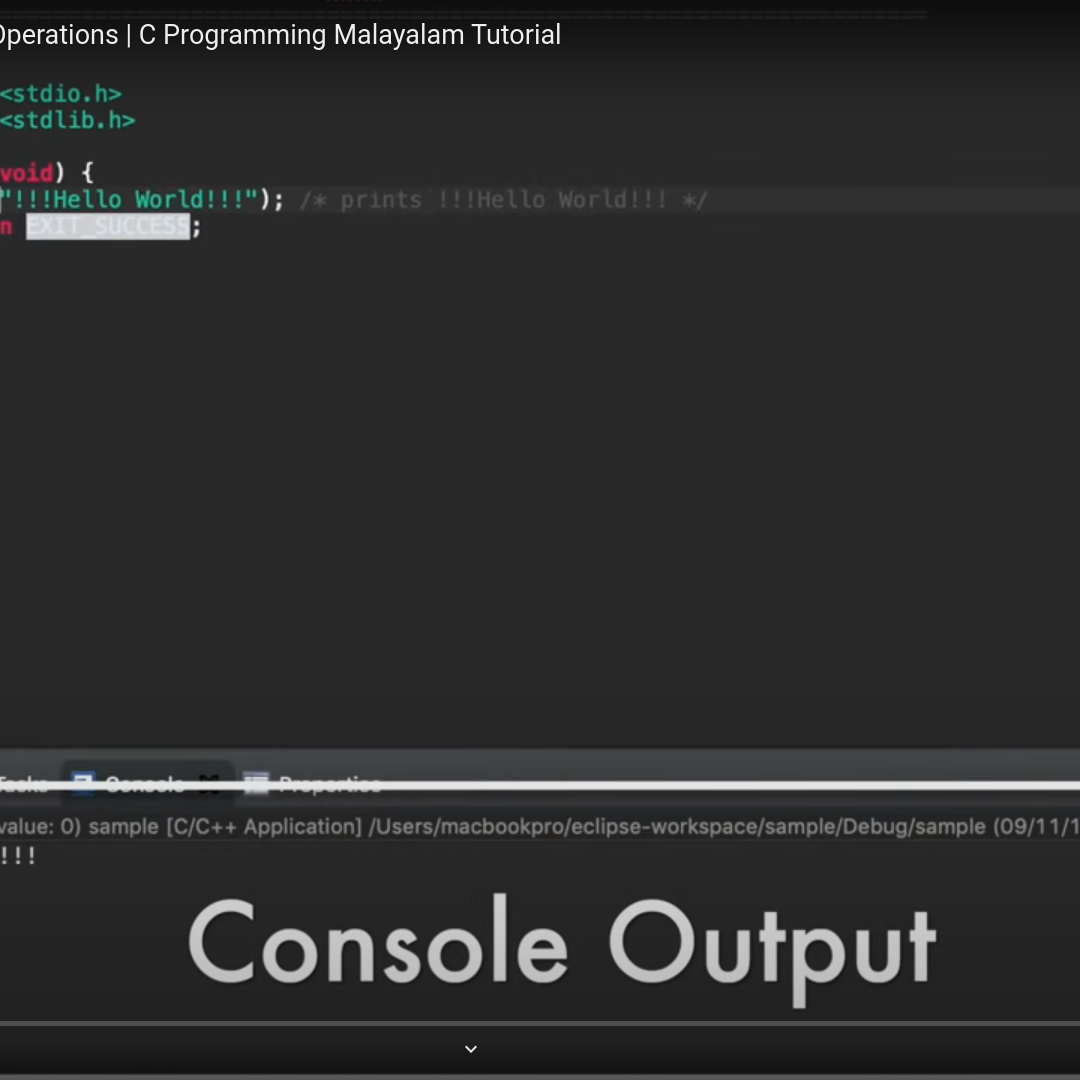 Operations | C Programming Malayalam Tutorial
<stdio.h>
<stdlib.h>
void) {
"!!!Hello World!!!"); /* prints !!!Hello World!!! */
n EXIT_SUCCESS;
Tasks Console Properties
value: 0) sample [C/C++ Application] /Users/macbookpro/eclipse-workspace/sample/Debug/sample (09/11/1
!!!
Console Output